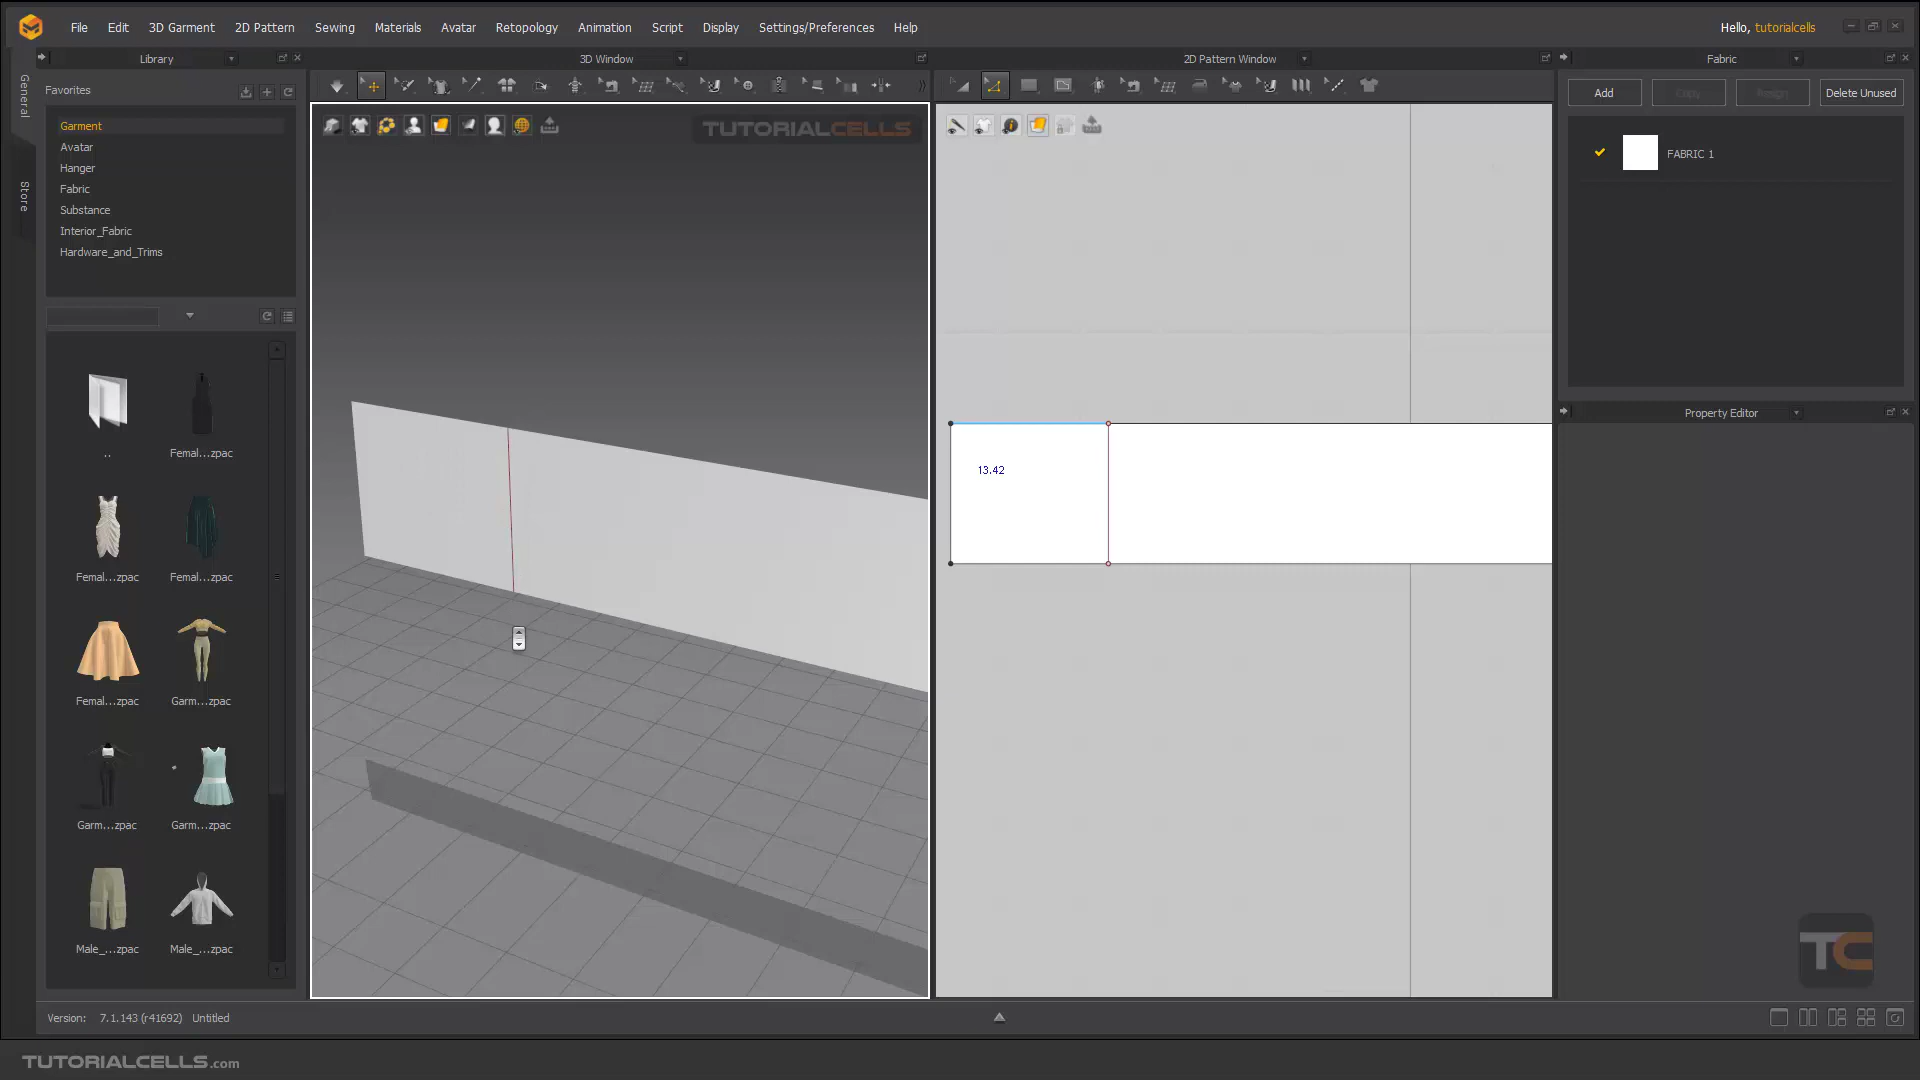 File Edit 3D Garment 2D Pattern Sewing Materials Avatar Retopology Animation Script Display Settings/Preferences Help
Hello, tutorialcells
General
Store
Library
Favorites
Garment
Avatar
Hanger
Fabric
Substance
Interior_Fabric
Hardware_and_Trims
..
Femal...zpac
Femal...zpac
Femal...zpac
Femal...zpac
Garm...zpac
Garm...zpac
Garm...zpac
Male_...zpac
Male_...zpac
3D Window
TUTORIALCELLS
2D Pattern Window
13.42
Fabric
Add Copy Assign Delete Unused
FABRIC 1
Property Editor
TC
Version: 7.1.143 (r41692) Untitled
TUTORIALCELLS.com